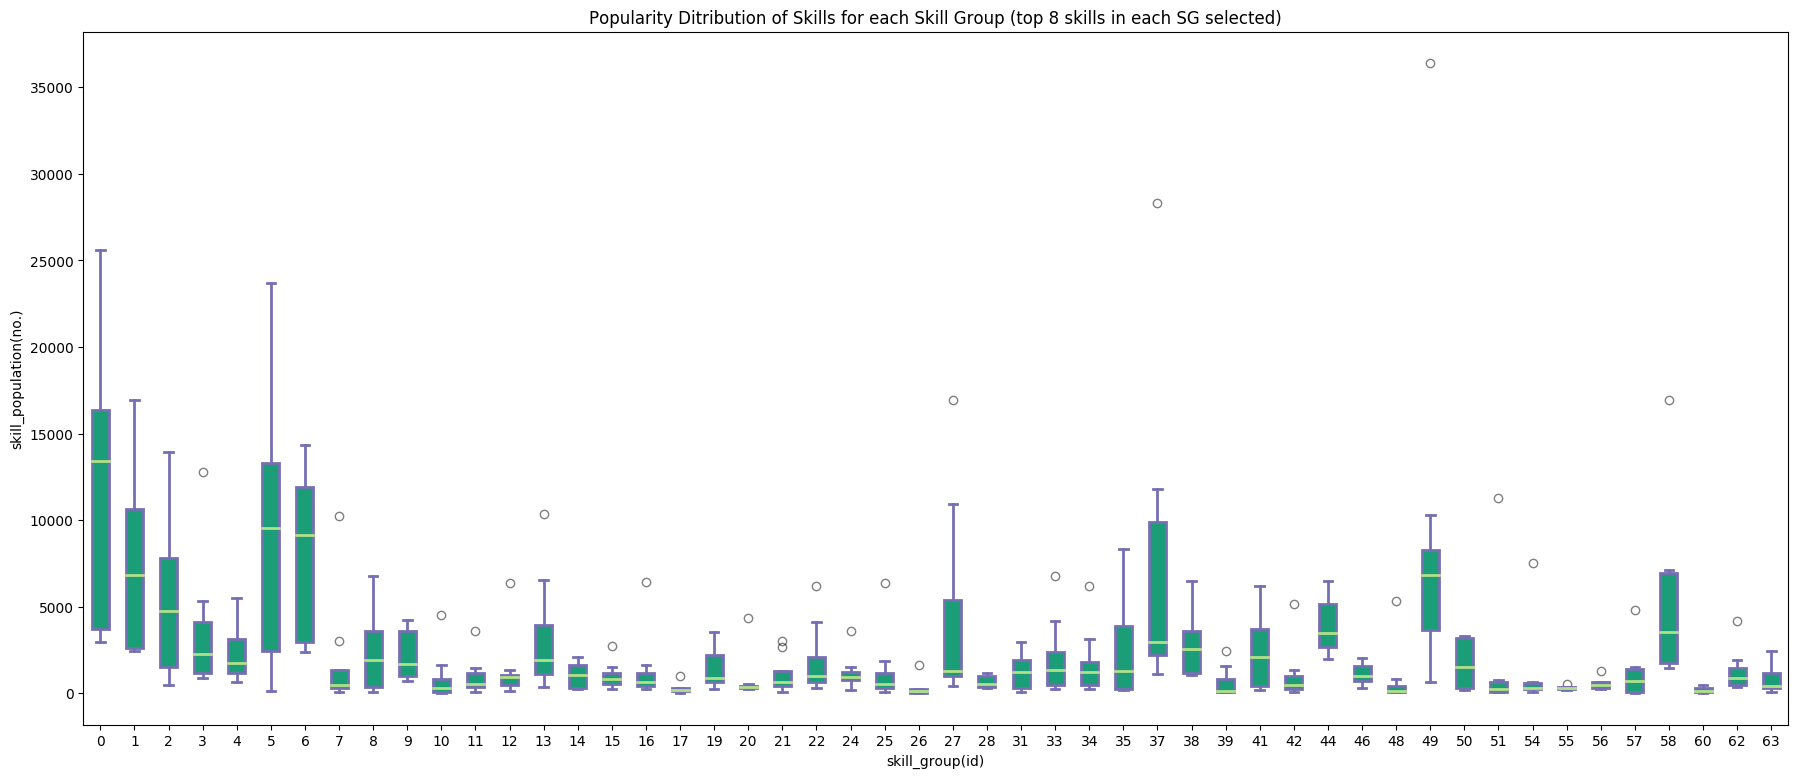 Popularity Ditribution of Skills for each Skill Group (top 8 skills in each SG selected)
35000
30000
25000
20000
15000
10000
5000
0
skill_population(no.)
0 1 2 3 4 5 6 7 8 9 10 11 12 13 14 15 16 17 19 20 21 22 24 25 26 27 28 31 33 34 35 37 38 39 41 42 44 46 48 49 50 51 54 55 56 57 58 60 62 63
skill_group(id)